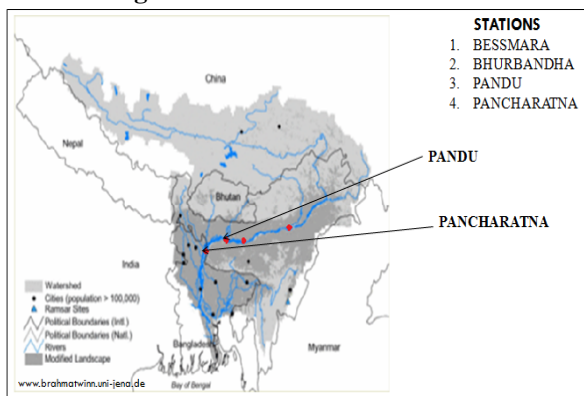 STATIONS
1. BESSMARA
2. BHURBANDHA
3. PANDU
4. PANCHARATNA
China
Nepal
PANDU
Bhutan
PANCHARATNA
India
Watershed
Cities (population > 100,000)
Ramsar Sites
Political Boundaries (Intl.)
Political Boundaries (Natl.)
Rivers
Modified Landscape
Bangladesh
Myanmar
www.brahmatwinn.uni-jena.de
Bay of Bengal